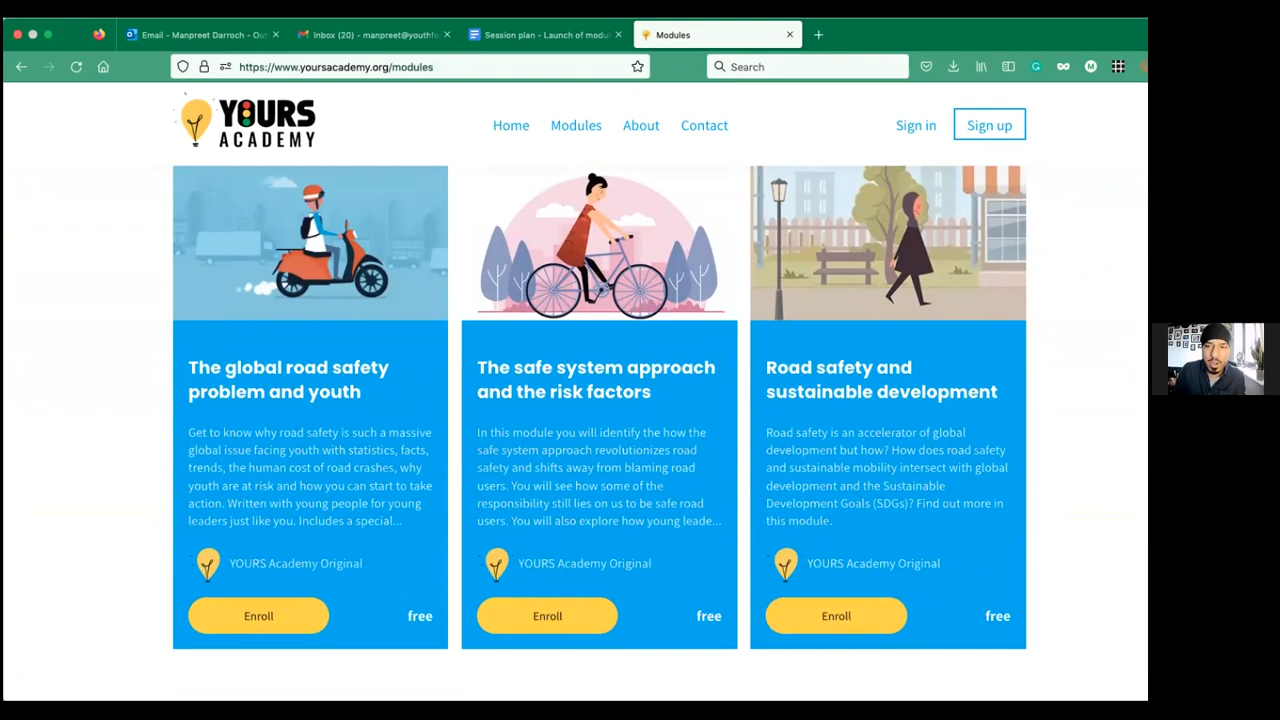 Email - Manpreet Darroch - Out
Inbox (20) - manpreet@youthf
Session plan - Launch of modul
Modules
https://www.yoursacademy.org/modules
Search
YOURS
ACADEMY
Home
Modules
About
Contact
Sign in
Sign up
The global road safety
problem and youth
Get to know why road safety is such a massive
global issue facing youth with statistics, facts,
trends, the human cost of road crashes, why
youth are at risk and how you can start to take
action. Written with young people for young
leaders just like you. Includes a special...
YOURS Academy Original
Enroll
free
The safe system approach
and the risk factors
In this module you will identify the how the
safe system approach revolutionizes road
safety and shifts away from blaming road
users. You will see how some of the
responsibility still lies on us to be safe road
users. You will also explore how young leade...
YOURS Academy Original
Enroll
free
Road safety and
sustainable development
Road safety is an accelerator of global
development but how? How does road safety
and sustainable mobility intersect with global
development and the Sustainable
Development Goals (SDGs)? Find out more in
this module.
YOURS Academy Original
Enroll
free